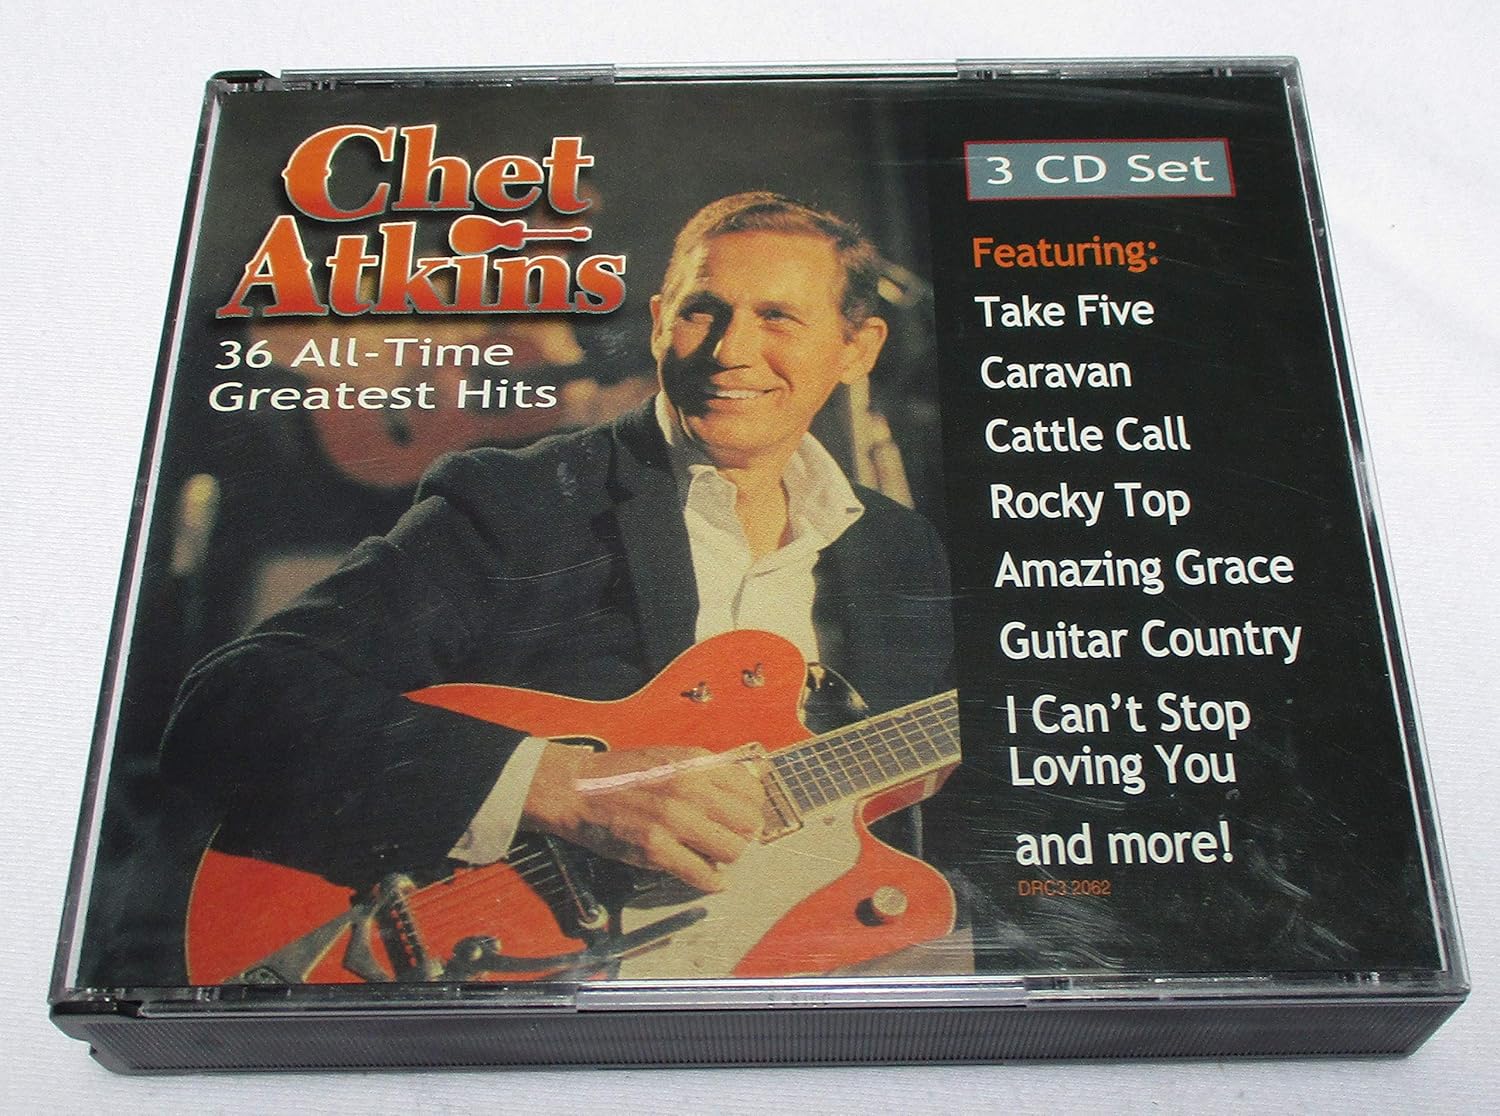 Chet
Atkins
36 All-Time
Greatest Hits
3 CD Set
Featuring:
Take Five
Caravan
Cattle Call
Rocky Top
Amazing Grace
Guitar Country
I Can't Stop
Loving You
and more!
DRC3 2062